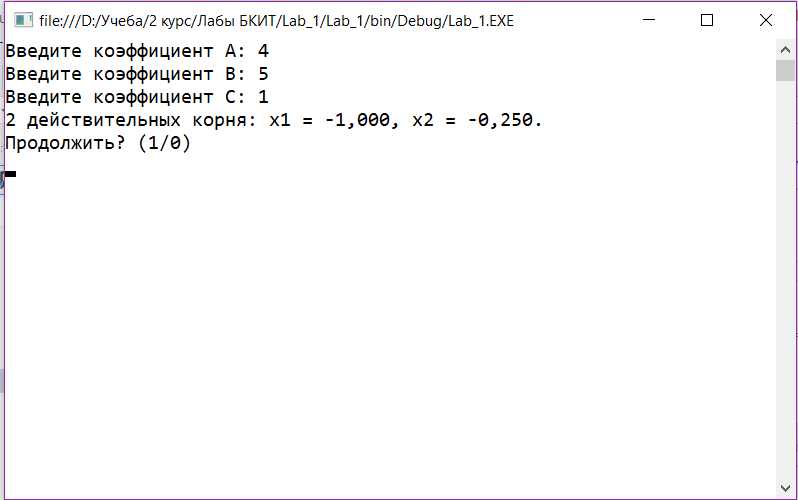 file:///D:/Учеба/2 курс/Лабы БКИТ/Lab_1/Lab_1/bin/Debug/Lab_1.EXE
Введите коэффициент A: 4
Введите коэффициент B: 5
Введите коэффициент C: 1
2 действительных корня: x1 = -1,000, x2 = -0,250.
Продолжить? (1/0)